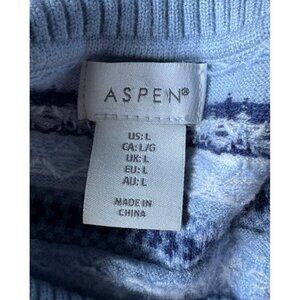 ASPEN®
US: L
CA: L/G
UK: L
EU: L
AU: L
MADE IN
CHINA